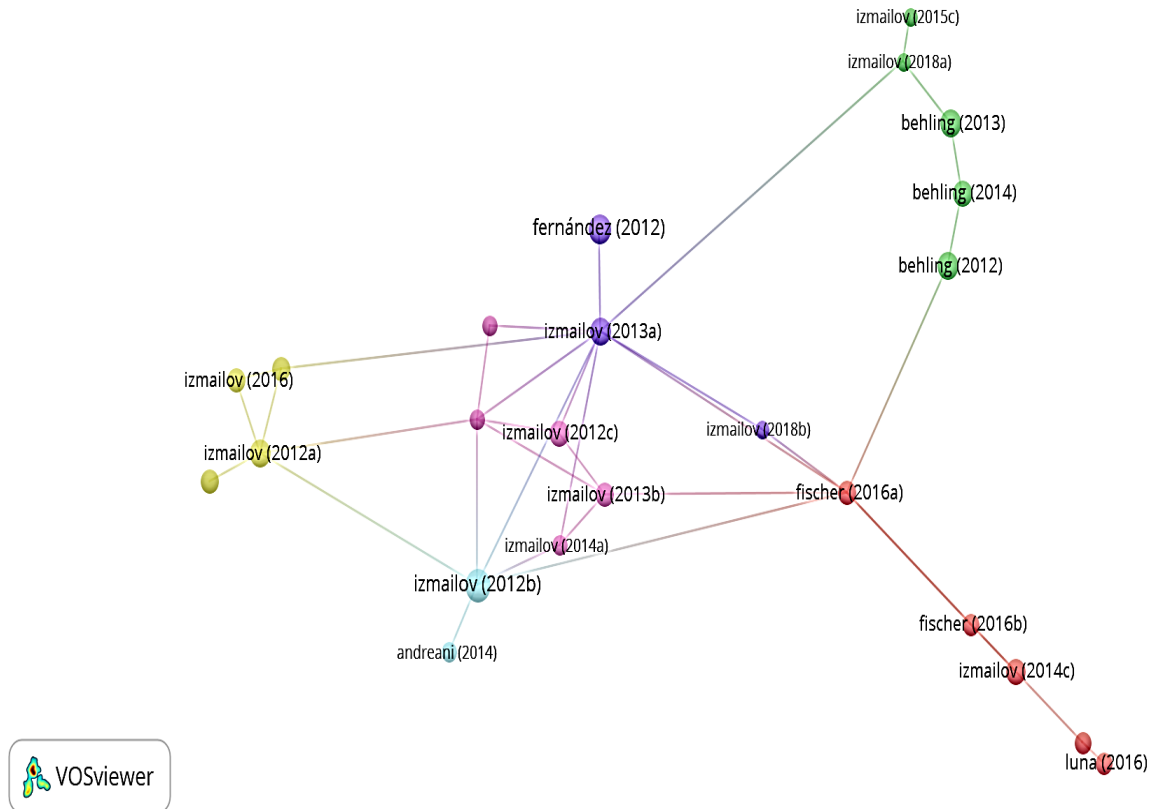 izmailov (2015c)
izmailov (2018a)
behling (2013)
behling (2014)
fernández (2012)
behling (2012)
izmailov (2013a)
izmailov (2016)
izmailov (2018b)
izmailov (2012c)
izmailov (2012a)
fischer (2016a)
izmailov (2013b)
izmailov (2014a)
izmailov (2012b)
fischer (2016b)
andreani (2014)
izmailov (2014c)
luna (2016)
VOSviewer